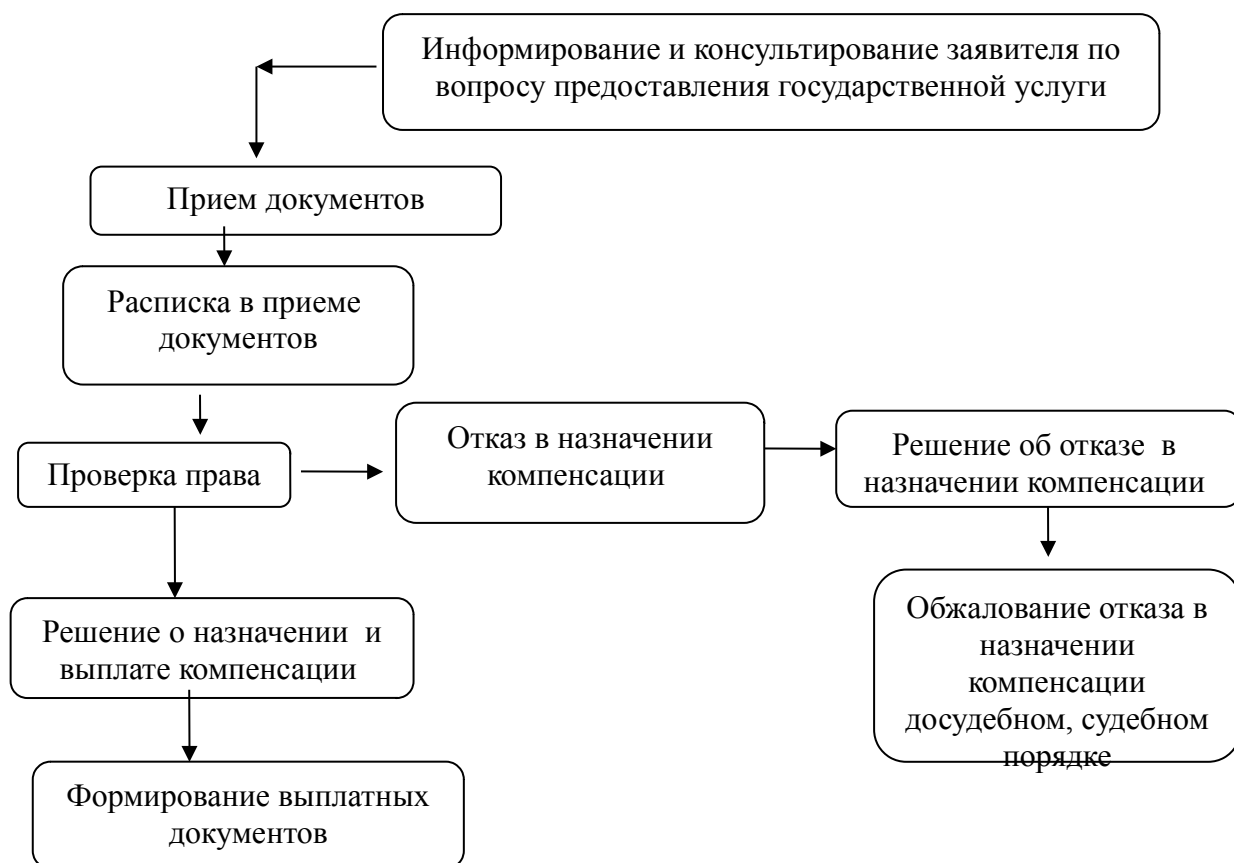 Информирование и консультирование заявителя по
вопросу предоставления государственной услуги
Прием документов
Расписка в приеме
документов
Проверка права
Отказ в назначении
компенсации
Решение об отказе в
назначении компенсации
Обжалование отказа в
назначении
компенсации
досудебном, судебном
порядке
Решение о назначении и
выплате компенсации
Формирование выплатных
документов